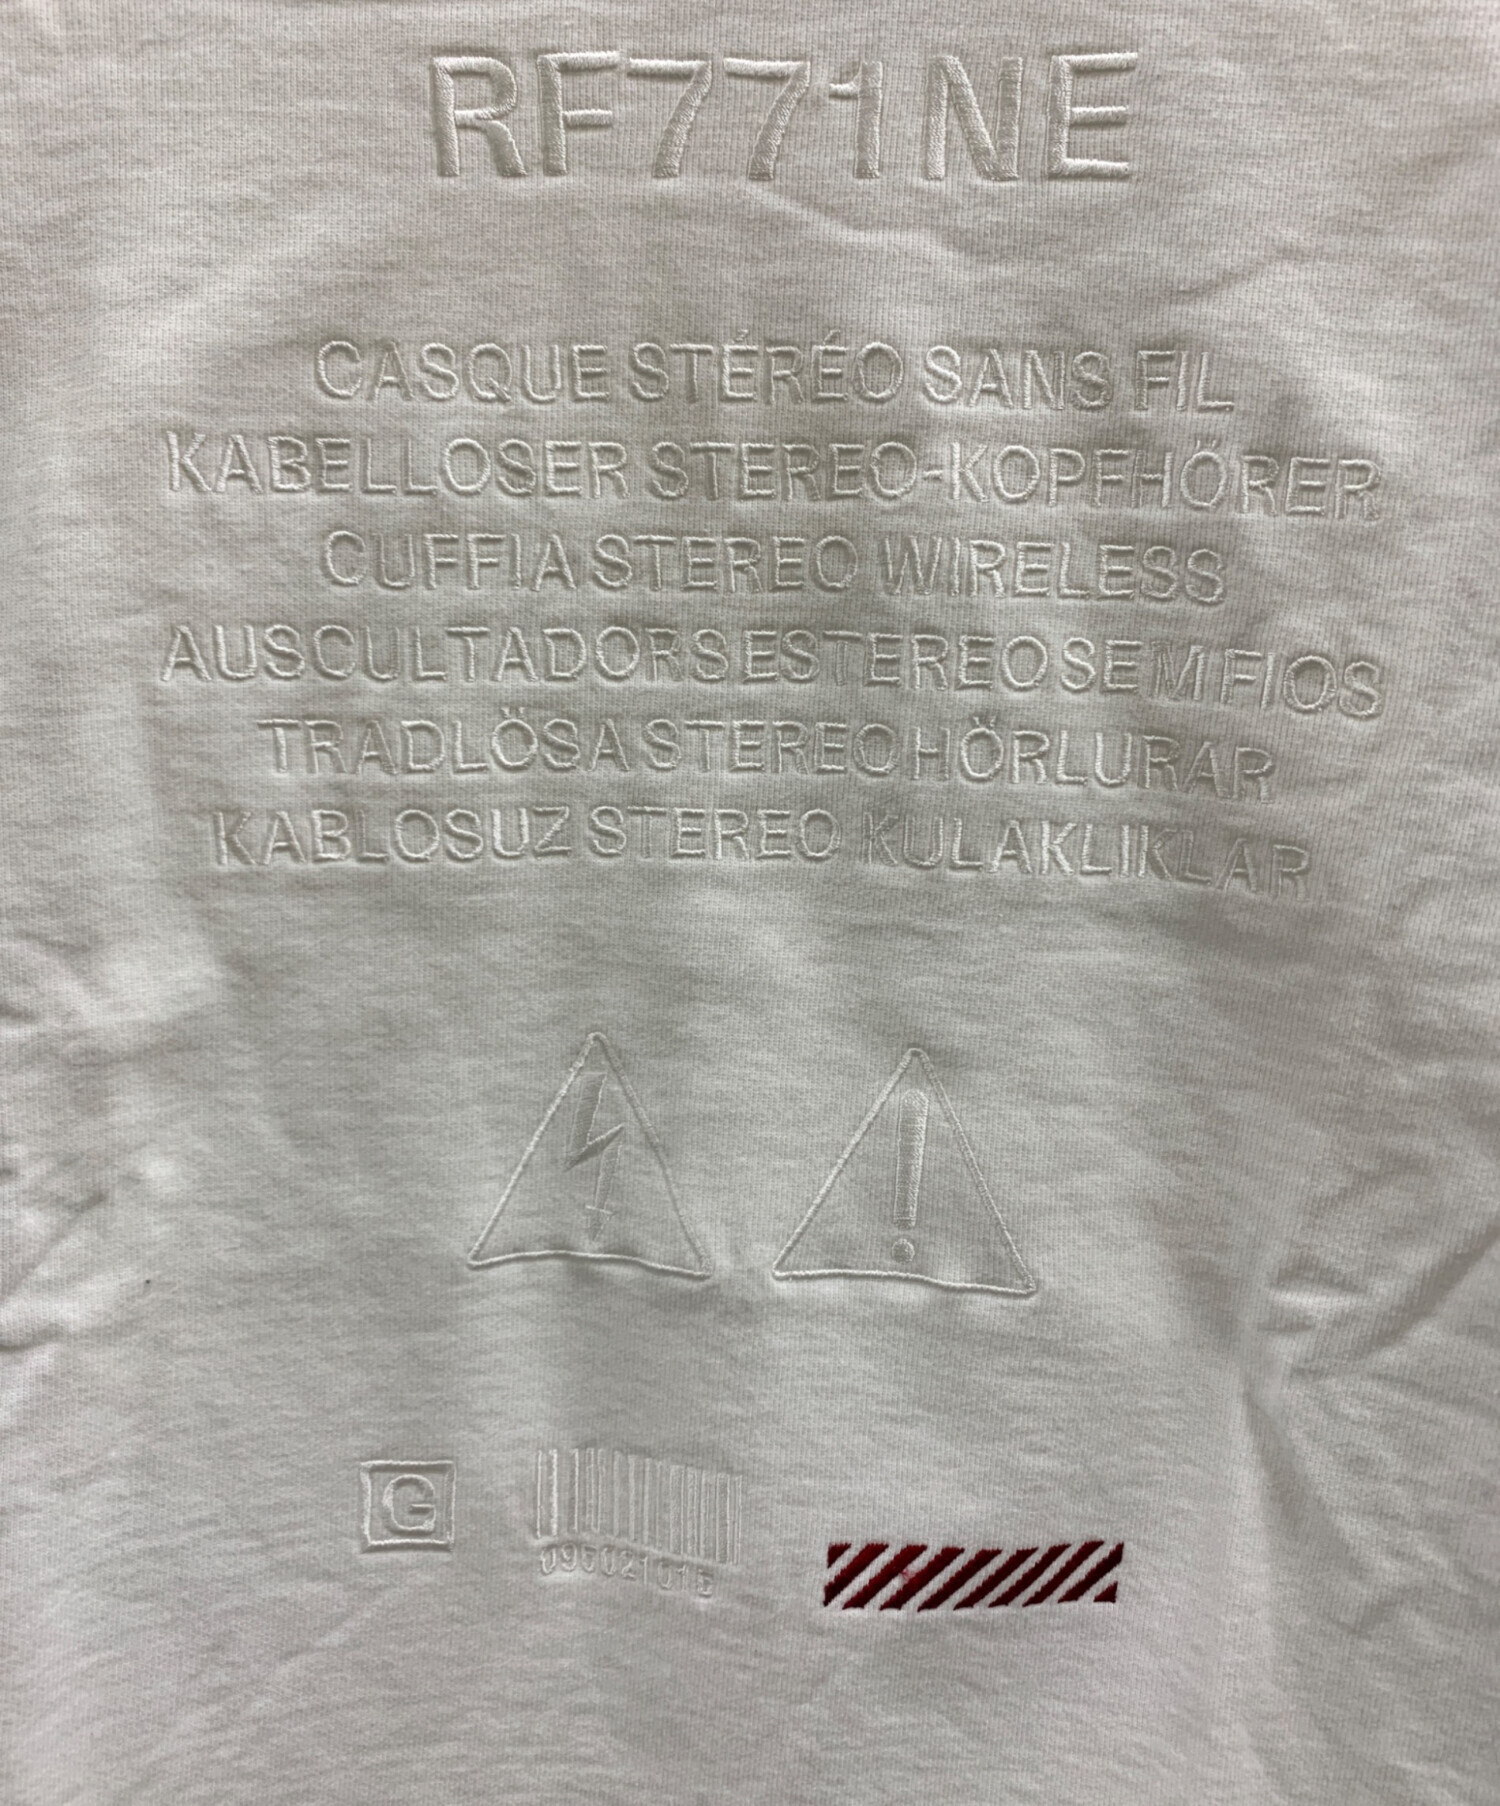 RF771NE
CASQUE STÉRÉO SANS FIL
KABELLOSER STEREO-KOPFHÖRER
CUFFIA STEREO WIRELESS
AUSCULTADORS ESTEREO SEM FIOS
TRADLÖSA STEREO HÖRLURAR
KABLOSUZ STEREO KULAKLIKLAR
G